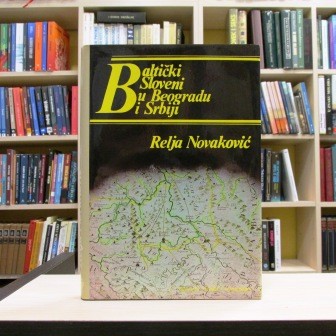 Baltički
Sloveni
u Beogradu
i Srbiji
Relja Novaković